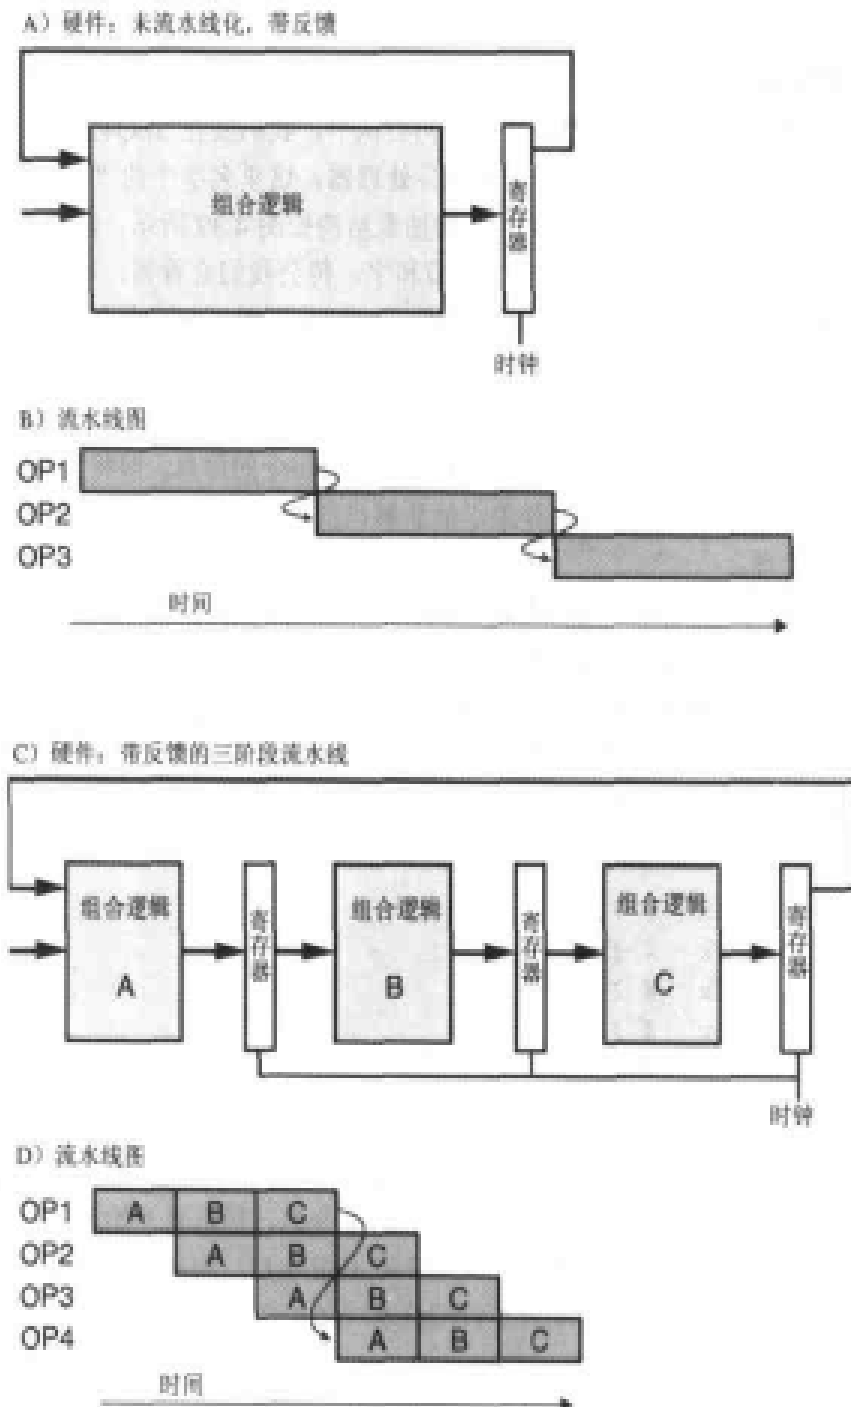 A）硬件：未流水线化，带反馈
组合逻辑
寄存器
时钟
B）流水线图
OP1
OP2
OP3
时间
C）硬件：带反馈的三阶段流水线
组合逻辑
A
寄存器
组合逻辑
B
寄存器
组合逻辑
C
寄存器
时钟
D）流水线图
OP1 A B C
OP2 A B C
OP3 A B C
OP4 A B C
时间